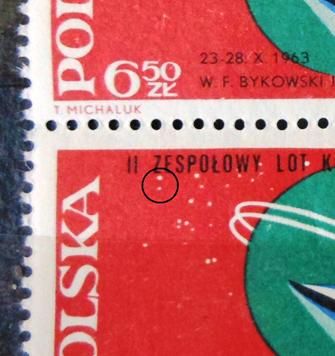 POL
6 50 ZŁ
23-28. X. 1963
W. F. BYKOWSKI
T. MICHALUK
II ZESPOŁOWY LOT K
OLSKA